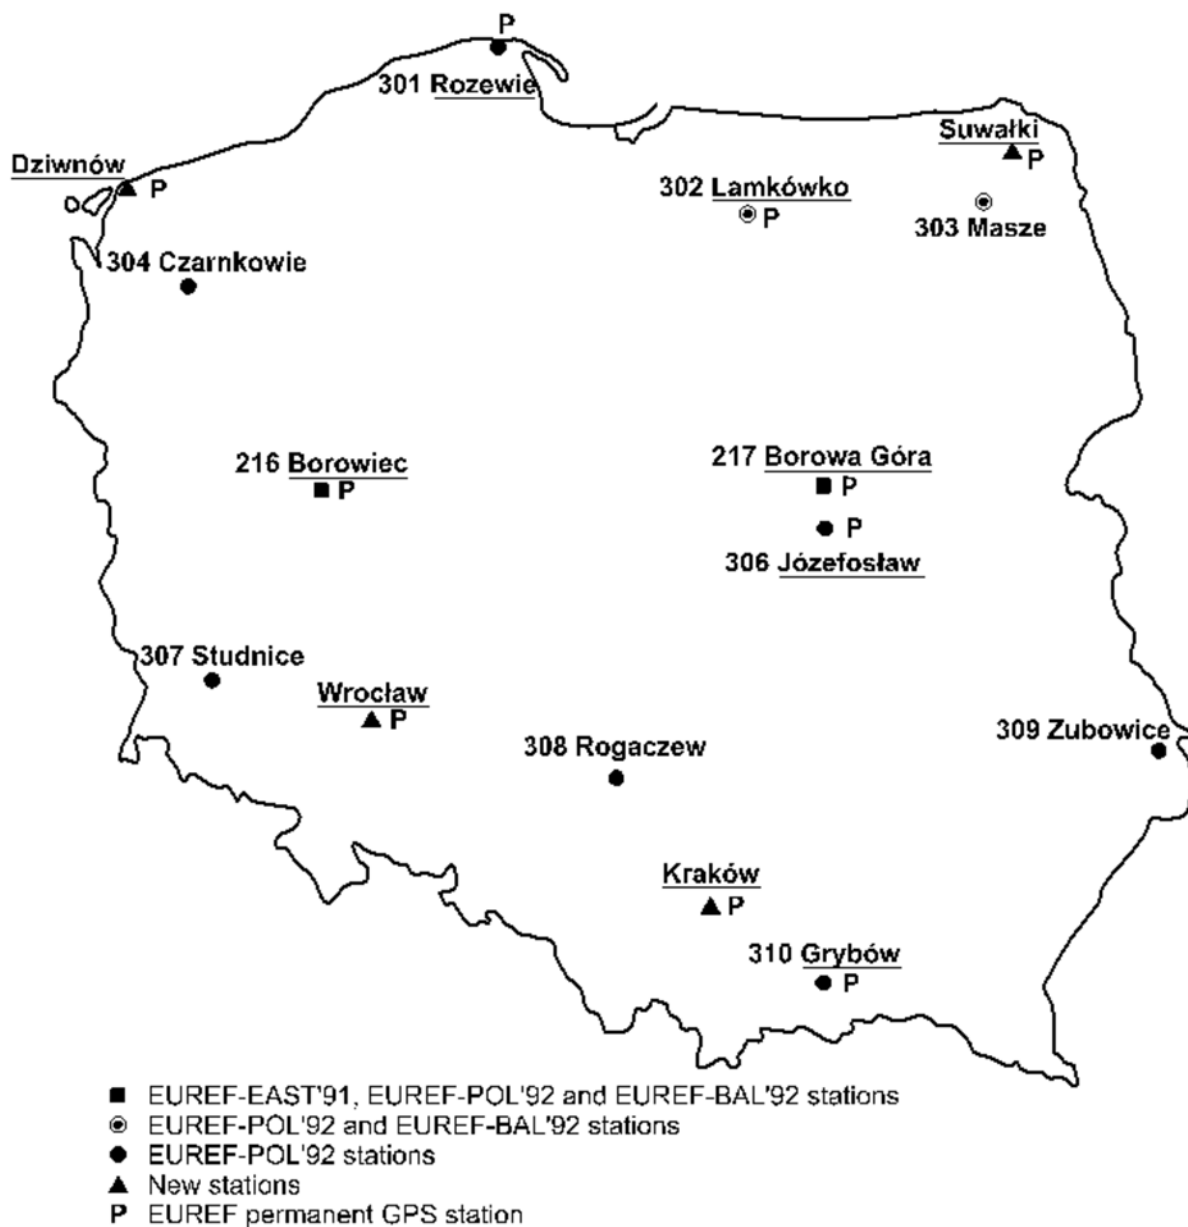 P
301 Rozewie
Suwałki
P
Dziwnów
P
302 Lamkówko
P
303 Masze
304 Czarnkowie
216 Borowiec
P
217 Borowa Góra
P
P
306 Józefosław
307 Studnice
Wrocław
P
308 Rogaczew
309 Zubowice
Kraków
P
310 Grybów
P
EUREF-EAST'91, EUREF-POL'92 and EUREF-BAL'92 stations
EUREF-POL'92 and EUREF-BAL'92 stations
EUREF-POL'92 stations
New stations
P EUREF permanent GPS station